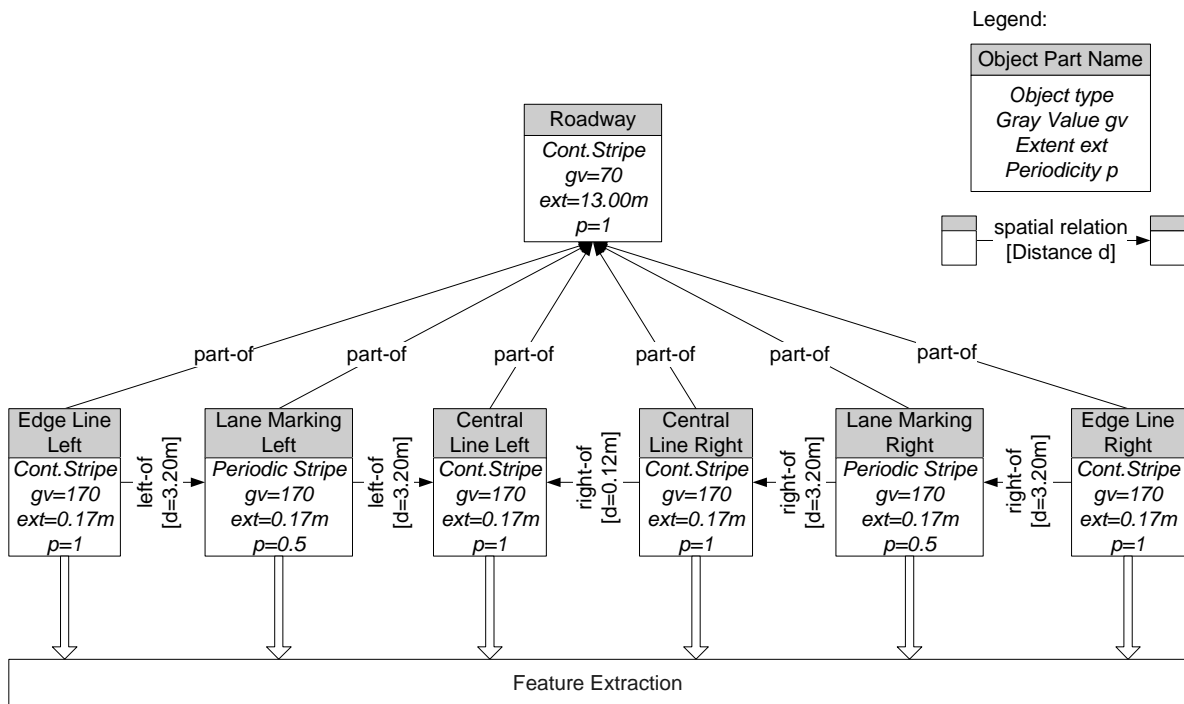 Legend:
Object Part Name
Object type
Gray Value gv
Extent ext
Periodicity p
spatial relation
[Distance d]
Roadway
Cont.Stripe
gv=70
ext=13.00m
p=1
part-of
part-of
part-of
part-of
part-of
part-of
Edge Line
Left
Cont.Stripe
gv=170
ext=0.17m
p=1
left-of
[d=3.20m]
Lane Marking
Left
Periodic Stripe
gv=170
ext=0.17m
p=0.5
left-of
[d=3.20m]
Central
Line Left
Cont.Stripe
gv=170
ext=0.17m
p=1
right-of
[d=0.12m]
Central
Line Right
Cont.Stripe
gv=170
ext=0.17m
p=1
right-of
[d=3.20m]
Lane Marking
Right
Periodic Stripe
gv=170
ext=0.17m
p=0.5
right-of
[d=3.20m]
Edge Line
Right
Cont.Stripe
gv=170
ext=0.17m
p=1
Feature Extraction